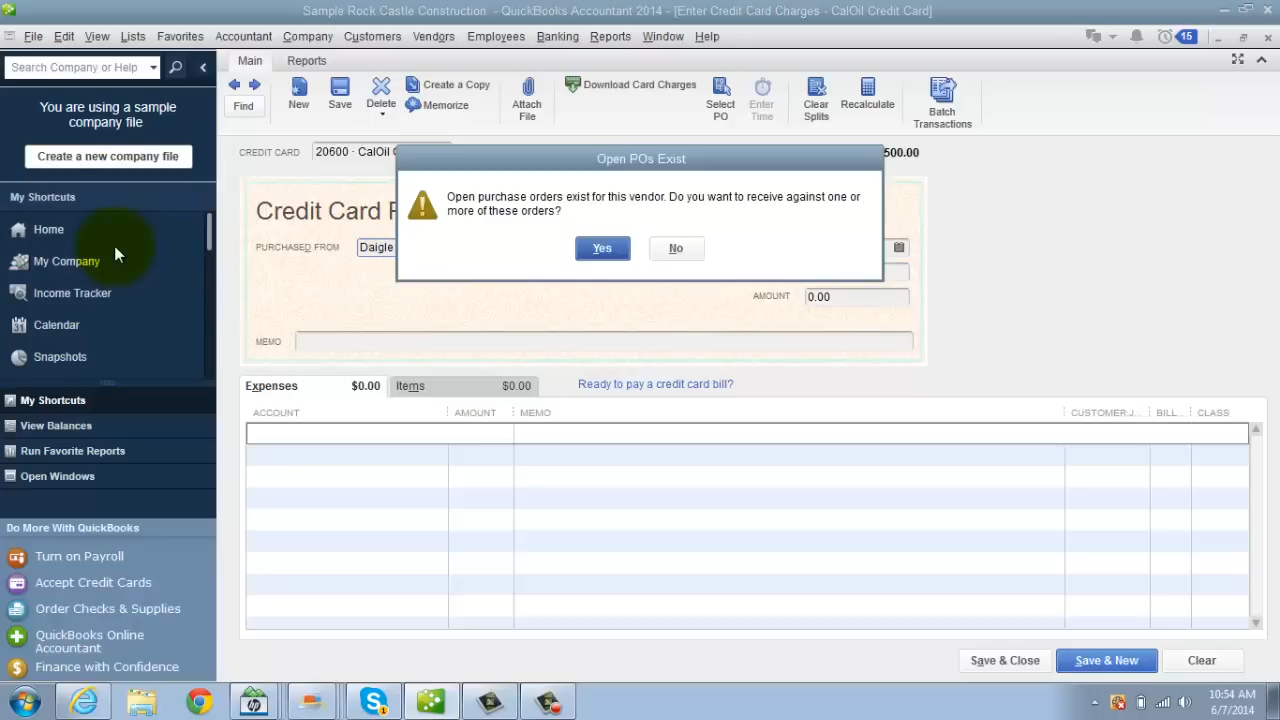 Sample Rock Castle Construction - QuickBooks Accountant 2014 - [Enter Credit Card Charges - CalOil Credit Card]
File Edit View Lists Favorites Accountant Company Customers Vendors Employees Banking Reports Window Help
15
Search Company or Help
You are using a sample
company file
Create a new company file
My Shortcuts
Home
My Company
Income Tracker
Calendar
Snapshots
My Shortcuts
View Balances
Run Favorite Reports
Open Windows
Do More With QuickBooks
Turn on Payroll
Accept Credit Cards
Order Checks & Supplies
QuickBooks Online
Accountant
Finance with Confidence
Main Reports
Find
New
Save
Delete
Create a Copy
Memorize
Attach
File
Download Card Charges
Select
PO
Enter
Time
Clear
Splits
Recalculate
Batch
Transactions
CREDIT CARD 20600 - CalOil
500.00
Open POs Exist
Open purchase orders exist for this vendor. Do you want to receive against one or
more of these orders?
Yes No
Credit Card
PURCHASED FROM Daigle
AMOUNT 0.00
MEMO
Expenses $0.00 Items $0.00 Ready to pay a credit card bill?
ACCOUNT AMOUNT MEMO CUSTOMER:J... BILL... CLASS
Save & Close Save & New Clear
10:54 AM
6/7/2014